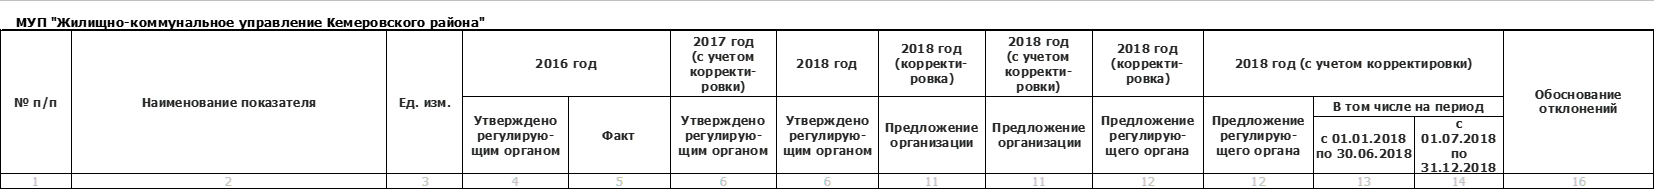 МУП "Жилищно-коммунальное управление Кемеровского района"
№ п/п
Наименование показателя
Ед. изм.
2016 год
2017 год
(с учетом
корректи-
ровки)
2018 год
2018 год
(корректи-
ровка)
2018 год
(с учетом
корректи-
ровки)
2018 год
(корректи-
ровка)
2018 год (с учетом корректировки)
Обоснование
отклонений
Утверждено
регулирую-
щим органом
Факт
Утверждено
регулирую-
щим органом
Утверждено
регулирую-
щим органом
Предложение
организации
Предложение
организации
Предложение
регулирую-
щего органа
Предложение
регулирую-
щего органа
В том числе на период
с 01.01.2018
по 30.06.2018
с
01.07.2018
по
31.12.2018
1 2 3 4 5 6 6 11 11 12 12 13 14 16